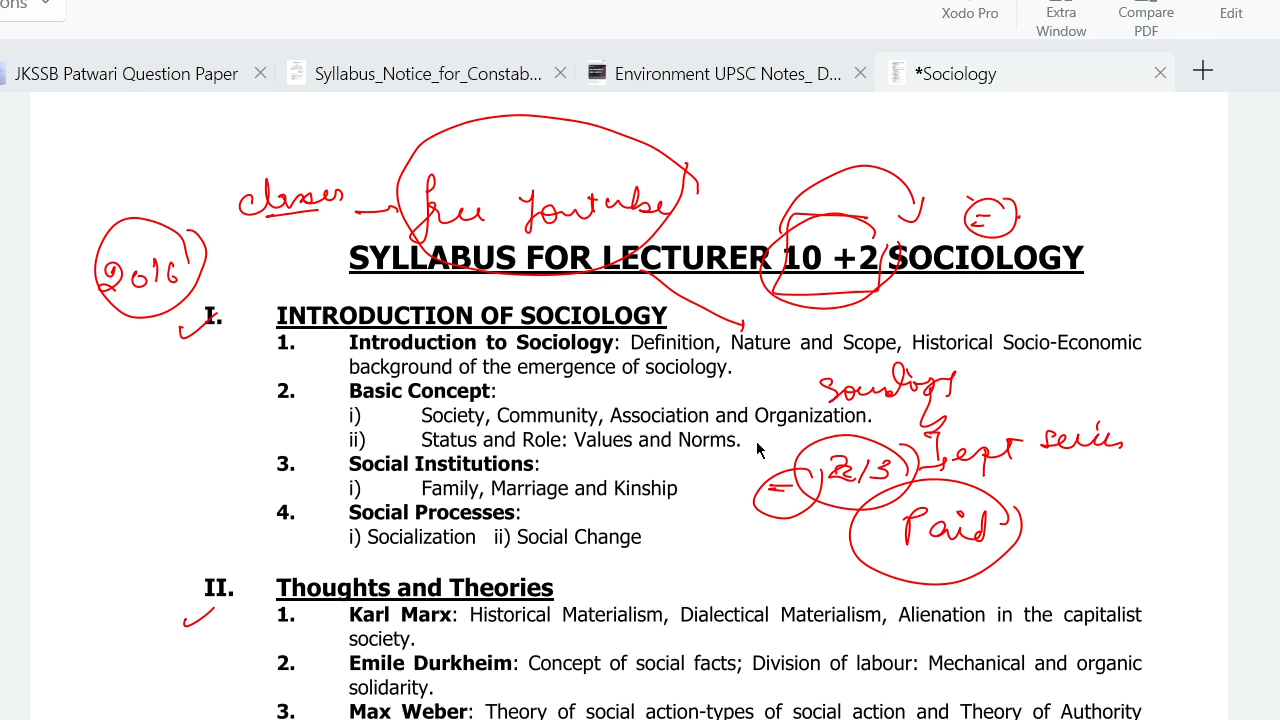 ons
Xodo Pro
Extra Window
Compare PDF
Edit
JKSSB Patwari Question Paper
Syllabus_Notice_for_Constab...
Environment UPSC Notes_ D...
*Sociology
classes
free youtube
2016
SYLLABUS FOR LECTURER 10 +2 SOCIOLOGY
I. INTRODUCTION OF SOCIOLOGY
1. Introduction to Sociology: Definition, Nature and Scope, Historical Socio-Economic
background of the emergence of sociology.
2. Basic Concept:
i) Society, Community, Association and Organization.
ii) Status and Role: Values and Norms.
3. Social Institutions:
i) Family, Marriage and Kinship
4. Social Processes:
i) Socialization ii) Social Change
Sociology
series
Paid
II. Thoughts and Theories
1. Karl Marx: Historical Materialism, Dialectical Materialism, Alienation in the capitalist
society.
2. Emile Durkheim: Concept of social facts; Division of labour: Mechanical and organic
solidarity.
3. Max Weber: Theory of social action-types of social action and Theory of Authority